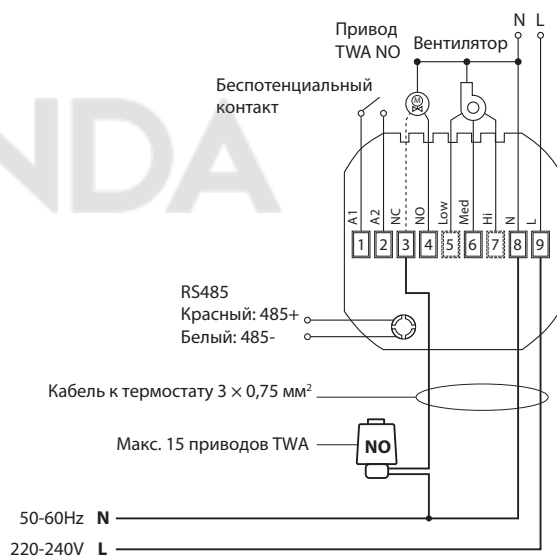 N L
Привод
TWA NO
Вентилятор
Беспотенциальный
контакт
NDA
M
A1 A2 NC NO Low Med Hi N L
1 2 3 4 5 6 7 8 9
RS485
Красный: 485+
Белый: 485-
Кабель к термостату 3 × 0,75 мм²
Макс. 15 приводов TWA
NO
50-60Hz N
220-240V L